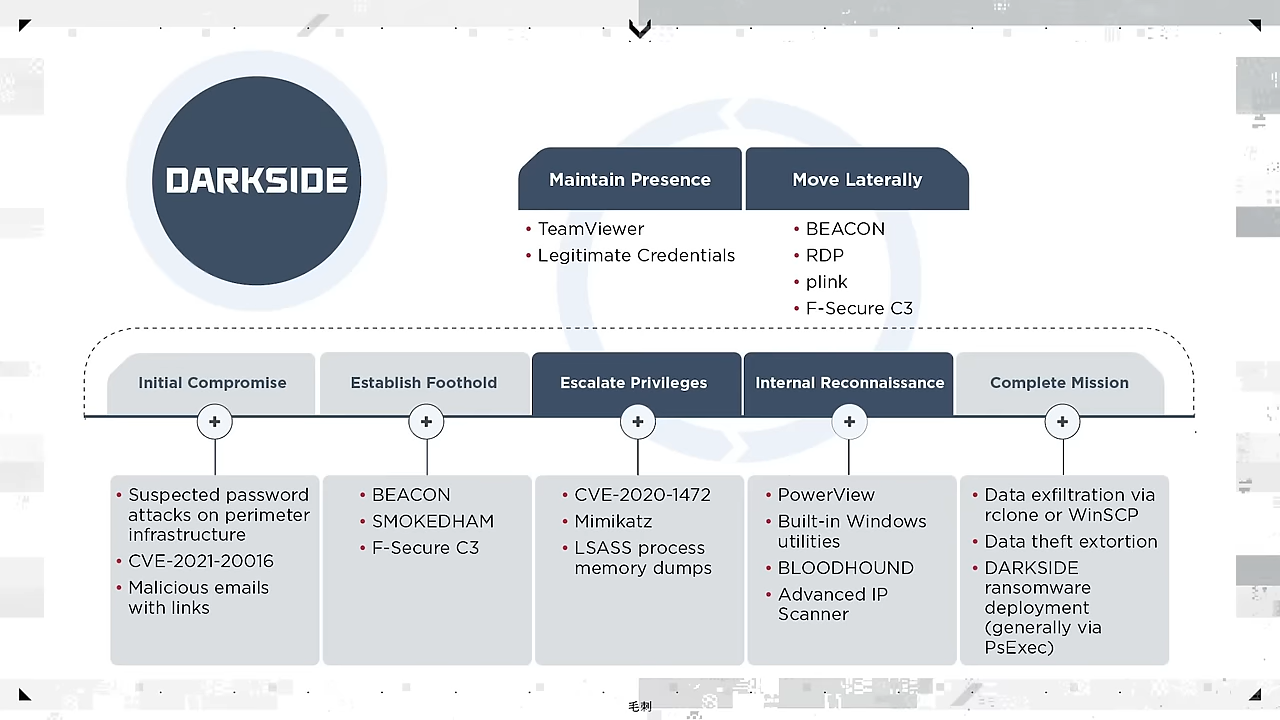 DARKSIDE
Maintain Presence
• TeamViewer
• Legitimate Credentials
Move Laterally
• BEACON
• RDP
• plink
• F-Secure C3
Initial Compromise
• Suspected password
attacks on perimeter
infrastructure
• CVE-2021-20016
• Malicious emails
with links
Establish Foothold
• BEACON
• SMOKEDHAM
• F-Secure C3
Escalate Privileges
• CVE-2020-1472
• Mimikatz
• LSASS process
memory dumps
Internal Reconnaissance
• PowerView
• Built-in Windows
utilities
• BLOODHOUND
• Advanced IP
Scanner
Complete Mission
• Data exfiltration via
rclone or WinSCP
• Data theft extortion
• DARKSIDE
ransomware
deployment
(generally via
PsExec)
毛刺